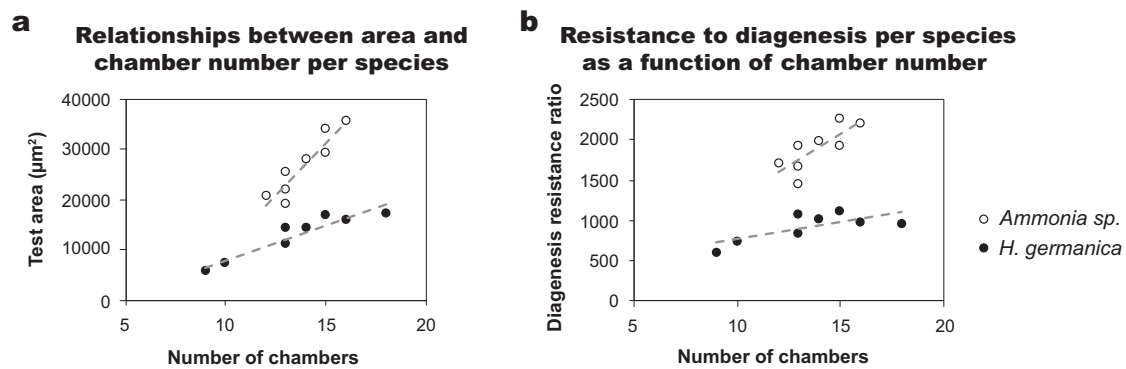 a
Relationships between area and
chamber number per species
Test area (µm²)
40000
30000
20000
10000
0
5
10
15
20
Number of chambers
b
Resistance to diagenesis per species
as a function of chamber number
Diagenesis resistance ratio
2500
2000
1500
1000
500
0
5
10
15
20
Number of chambers
Ammonia sp.
H. germanica